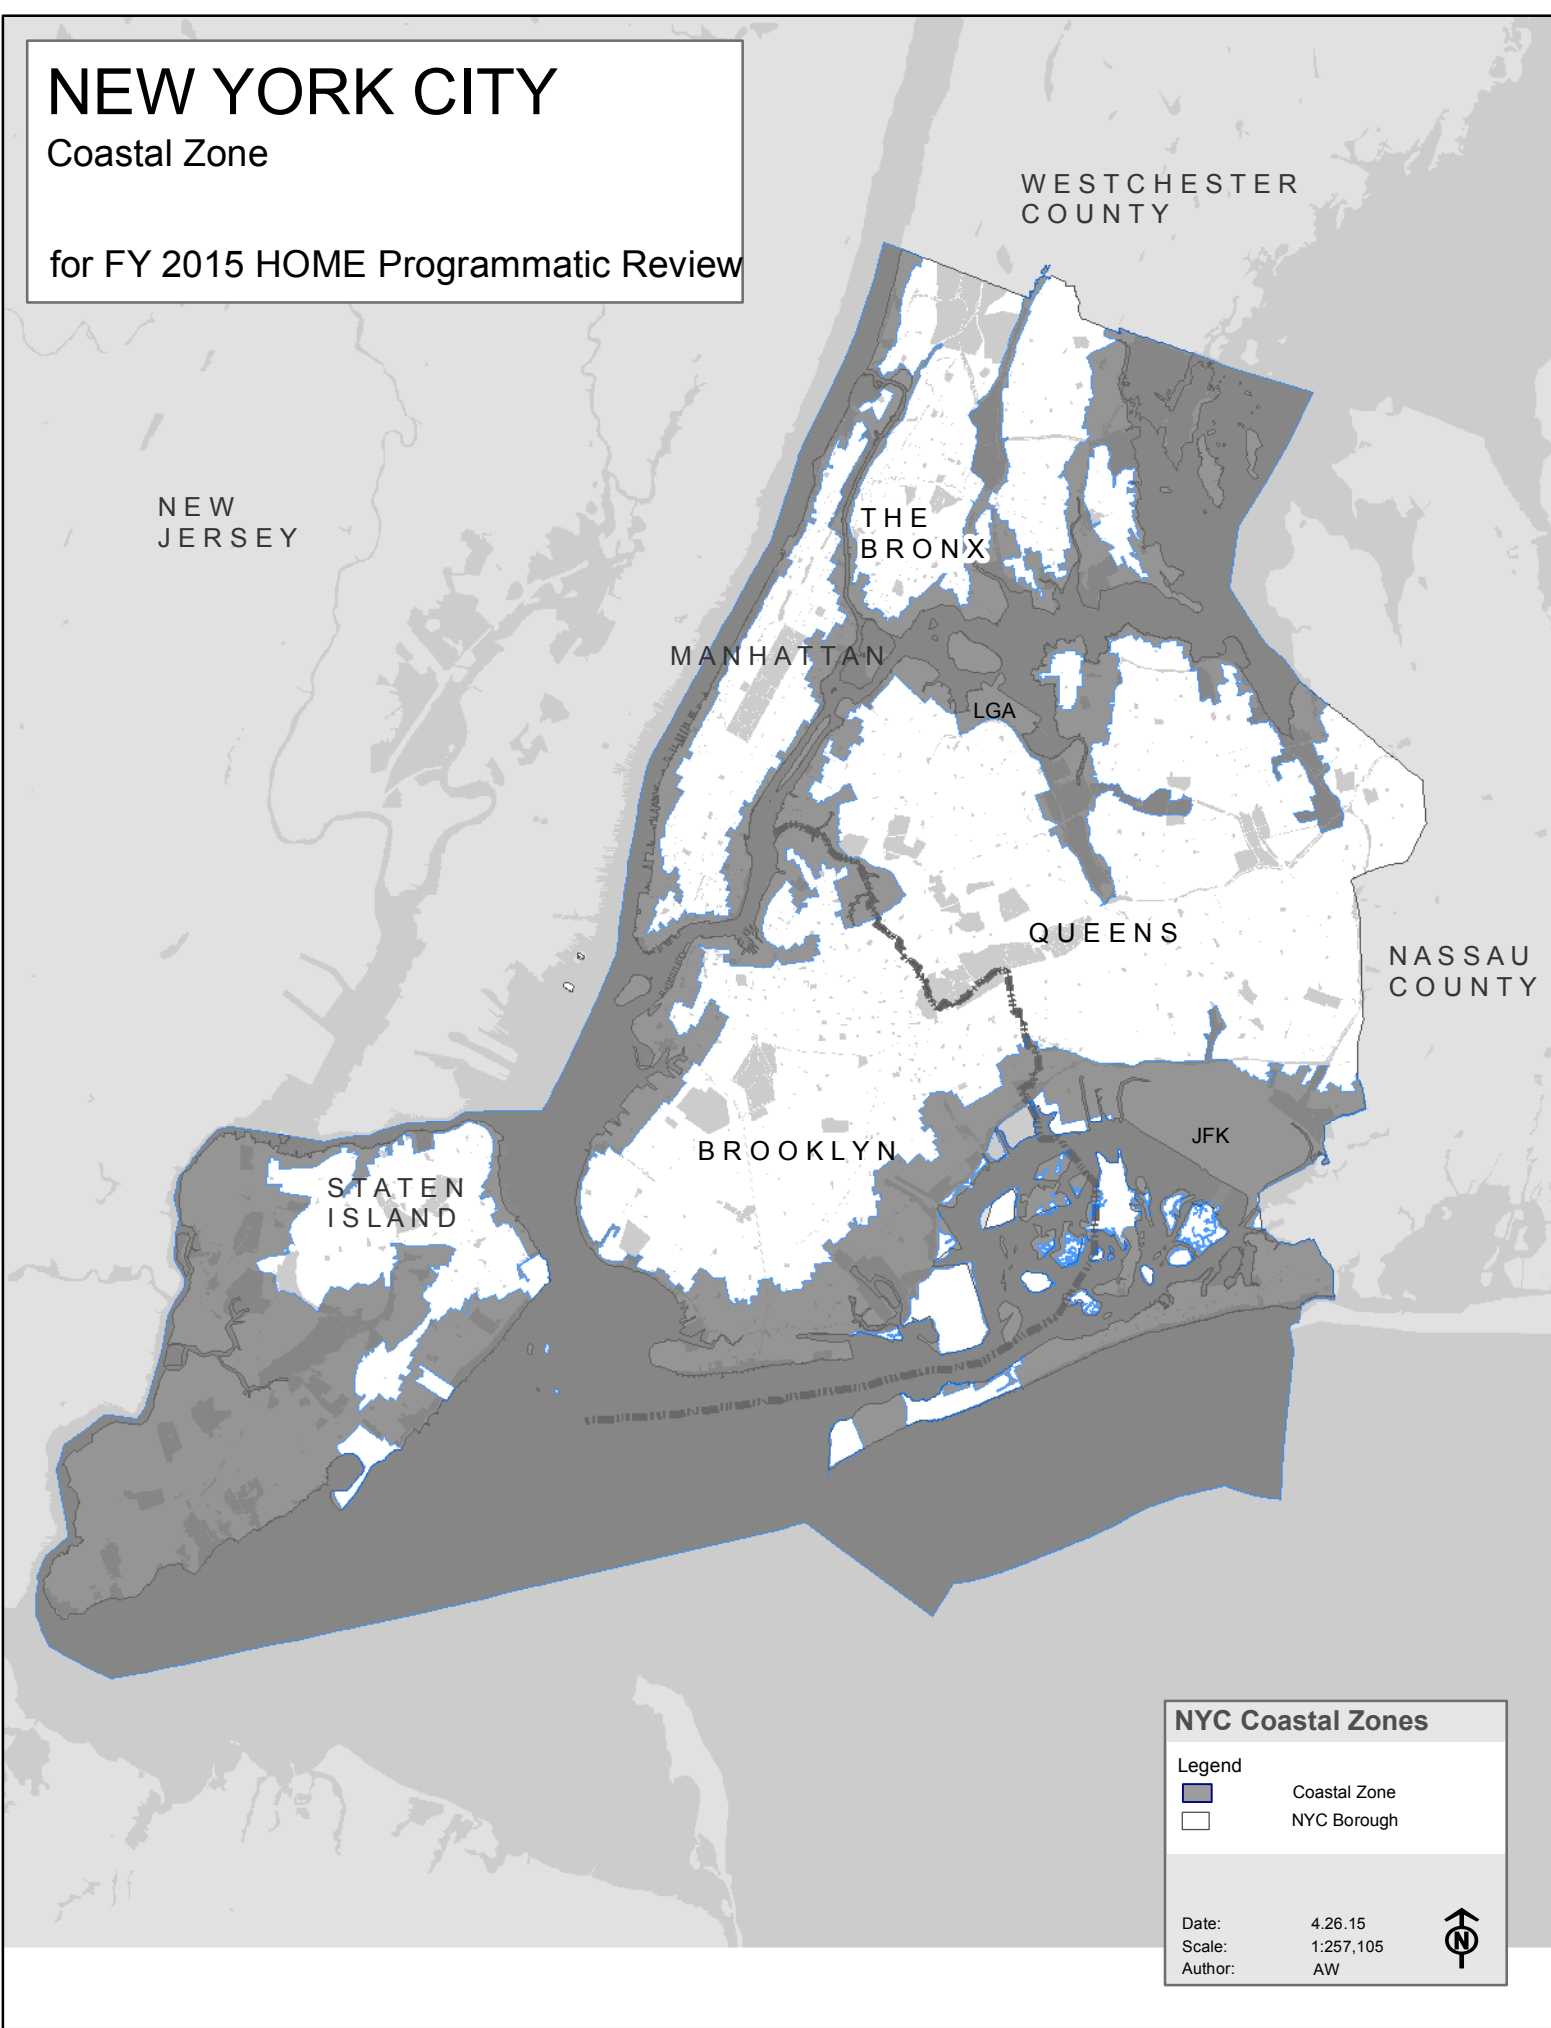 NEW YORK CITY
Coastal Zone
for FY 2015 HOME Programmatic Review
WESTCHESTER
COUNTY
NEW
JERSEY
THE
BRONX
MANHATTAN
LGA
QUEENS
NASSAU
COUNTY
BROOKLYN
JFK
STATEN
ISLAND
NYC Coastal Zones
Legend
Coastal Zone
NYC Borough
Date: 4.26.15
Scale: 1:257,105
Author: AW
N